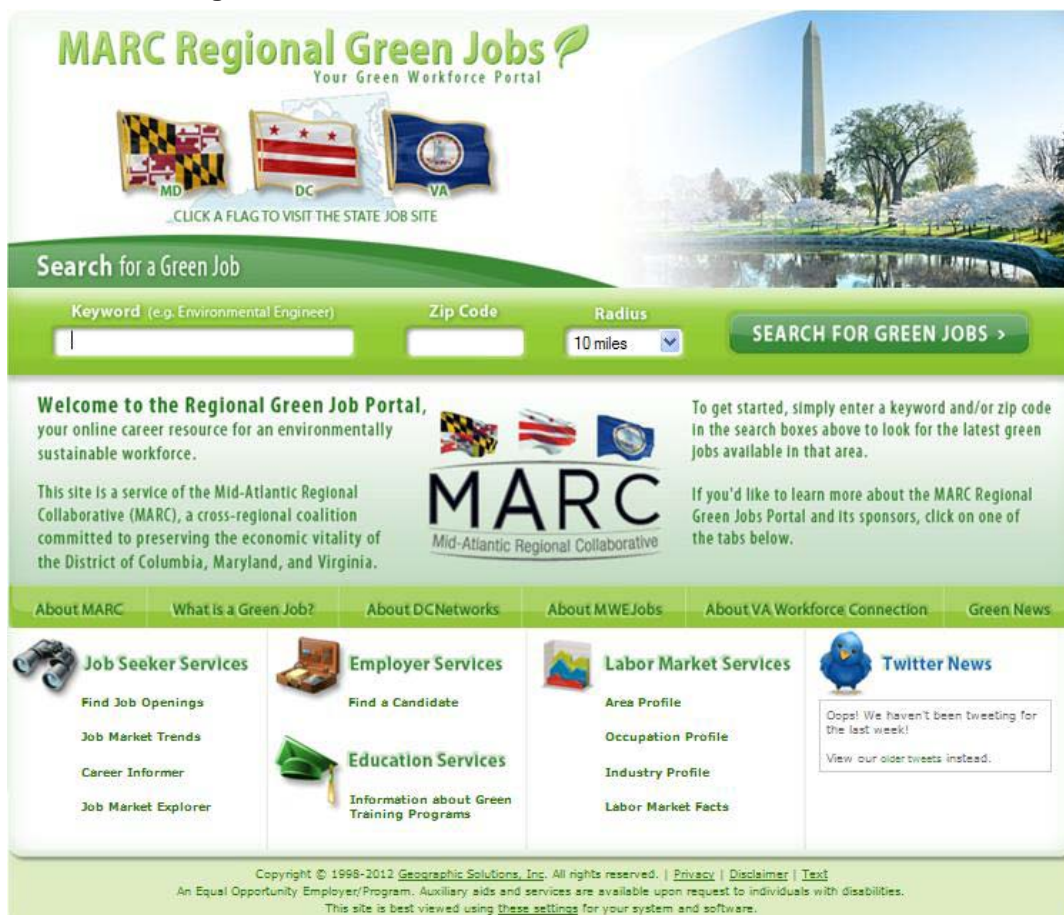 MARC Regional Green Jobs
Your Green Workforce Portal
MD
DC
VA
...CLICK A FLAG TO VISIT THE STATE JOB SITE
Search for a Green Job
Keyword (e.g. Environmental Engineer)
Zip Code
Radius
10 miles
SEARCH FOR GREEN JOBS >
Welcome to the Regional Green Job Portal,
your online career resource for an environmentally
sustainable workforce.
This site is a service of the Mid-Atlantic Regional
Collaborative (MARC), a cross-regional coalition
committed to preserving the economic vitality of
the District of Columbia, Maryland, and Virginia.
MARC
Mid-Atlantic Regional Collaborative
To get started, simply enter a keyword and/or zip code
in the search boxes above to look for the latest green
jobs available in that area.
If you'd like to learn more about the MARC Regional
Green Jobs Portal and its sponsors, click on one of
the tabs below.
About MARC
What is a Green Job?
About DCNetworks
About MWEJobs
About VA Workforce Connection
Green News
Job Seeker Services
Find Job Openings
Job Market Trends
Career Informer
Job Market Explorer
Employer Services
Find a Candidate
Education Services
Information about Green
Training Programs
Labor Market Services
Area Profile
Occupation Profile
Industry Profile
Labor Market Facts
Twitter News
Oops! We haven't been tweeting for
the last week!
View our older tweets instead.
Copyright © 1998-2012 Geographic Solutions, Inc. All rights reserved. | Privacy | Disclaimer | Text
An Equal Opportunity Employer/Program. Auxiliary aids and services are available upon request to individuals with disabilities.
This site is best viewed using these settings for your system and software.